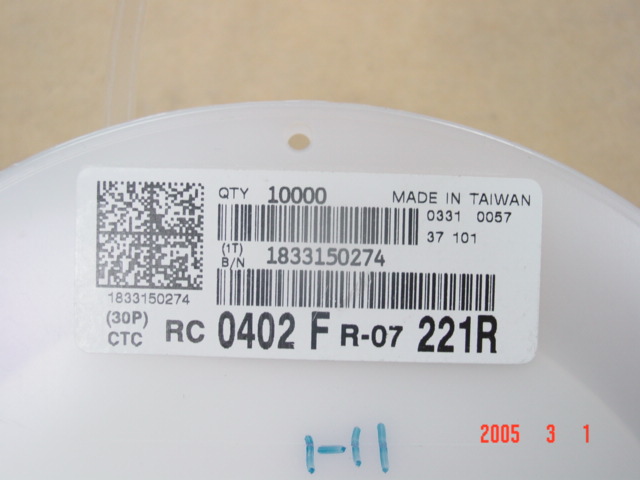 QTY 10000
MADE IN TAIWAN
0331 0057
37 101
(1T)
B/N 1833150274
1833150274
(30P)
CTC RC 0402 F R-07 221R
1-11
2005 3 1